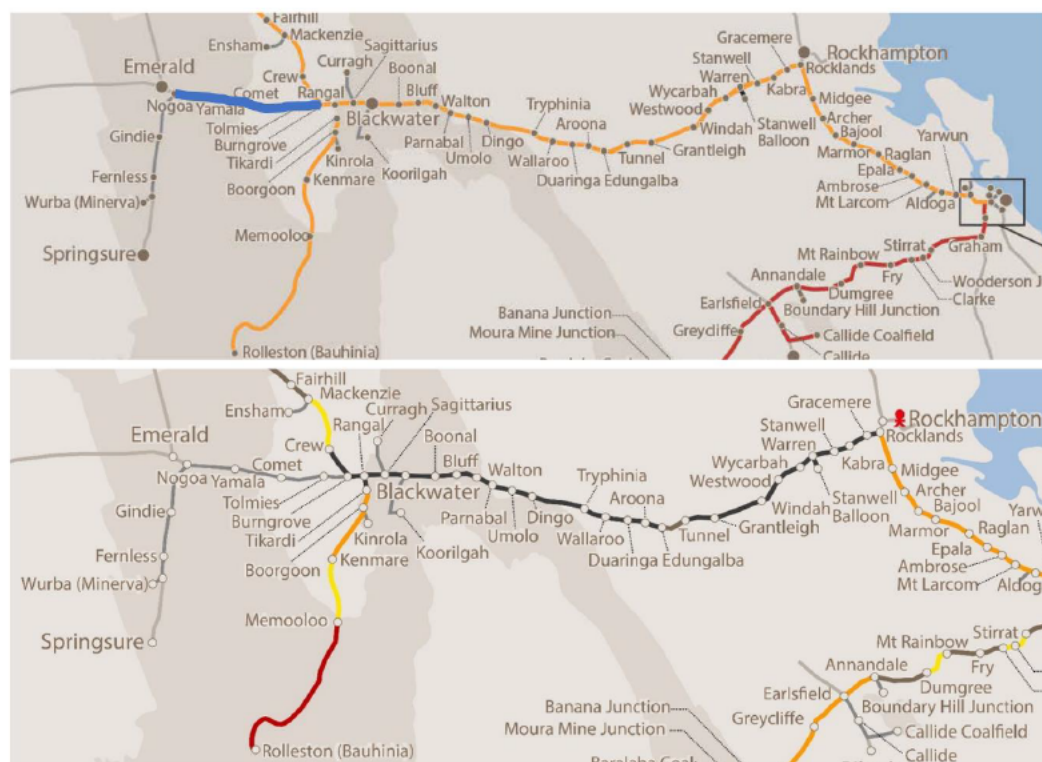 Fairhill
Mackenzie
Ensham
Sagittarius
Curragh
Gracemere
Rockhampton
Emerald
Crew
Rangal
Boonal
Bluff
Stanwell
Warren
Rocklands
Comet
Nogoa
Yamala
Walton
Wycarbah
Kabra
Westwood
Midgee
Tolmies
Blackwater
Tryphinia
Gindie
Burngrove
Parnabal
Dingo
Aroona
Windah
Stanwell
Balloon
Archer
Bajool
Yarwun
Tikardi
Umolo
Wallaroo
Tunnel
Grantleigh
Marmor
Raglan
Kinrola
Koorilgah
Duaringa
Edungalba
Epala
Fernless
Boorgoon
Kenmare
Ambrose
Aldoga
Wurba (Minerva)
Mt Larcom
Memooloo
Springsure
Mt Rainbow
Stirrat
Graham
Annandale
Fry
Wooderson J
Dumgree
Clarke
Banana Junction
Earlsfield
Boundary Hill Junction
Moura Mine Junction
Greycliffe
Callide Coalfield
Rolleston (Bauhinia)
Callide
Fairhill
Mackenzie
Ensham
Curragh
Sagittarius
Gracemere
Rangal
Rockhampton
Emerald
Crew
Boonal
Stanwell
Warren
Rocklands
Bluff
Comet
Walton
Wycarbah
Kabra
Nogoa
Yamala
Tryphinia
Westwood
Midgee
Tolmies
Blackwater
Aroona
Archer
Gindie
Burngrove
Parnabal
Dingo
Windah
Stanwell
Balloon
Bajool
Yarw
Tikardi
Umolo
Wallaroo
Tunnel
Grantleigh
Marmor
Raglan
Kinrola
Koorilgah
Duaringa
Edungalba
Epala
Fernless
Boorgoon
Kenmare
Ambrose
Wurba (Minerva)
Mt Larcom
Aldog
Memooloo
Springsure
Mt Rainbow
Stirrat
Annandale
Fry
Dumgree
Earlsfield
Boundary Hill Junction
Banana Junction
Greycliffe
Moura Mine Junction
Callide Coalfield
Rolleston (Bauhinia)
Callide